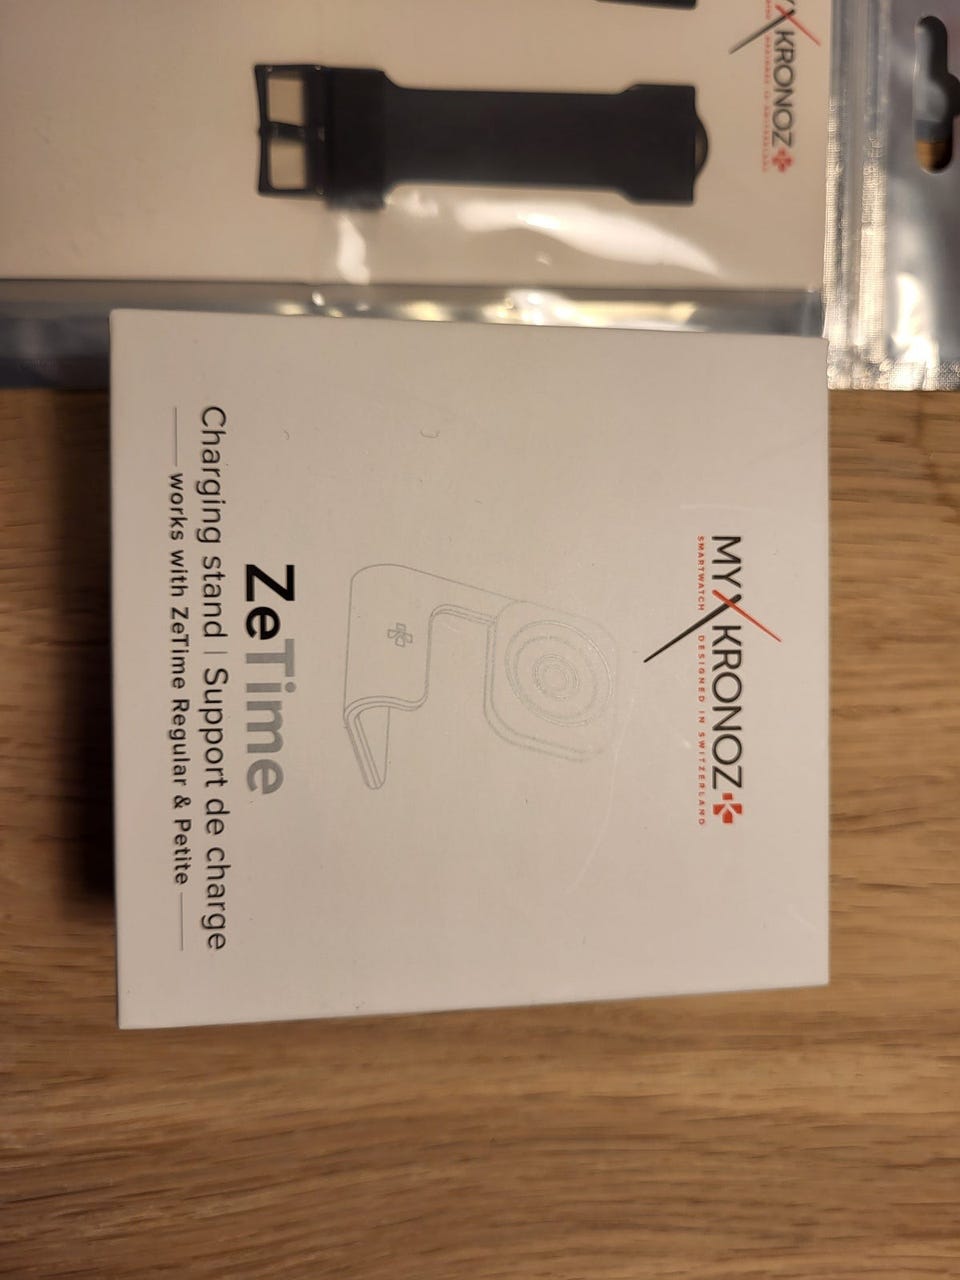 MYKRONOZ
MYKRONOZ
SMARTWATCH DESIGNED IN SWITZERLAND
ZeTime
Charging stand | Support de charge
works with ZeTime Regular & Petite